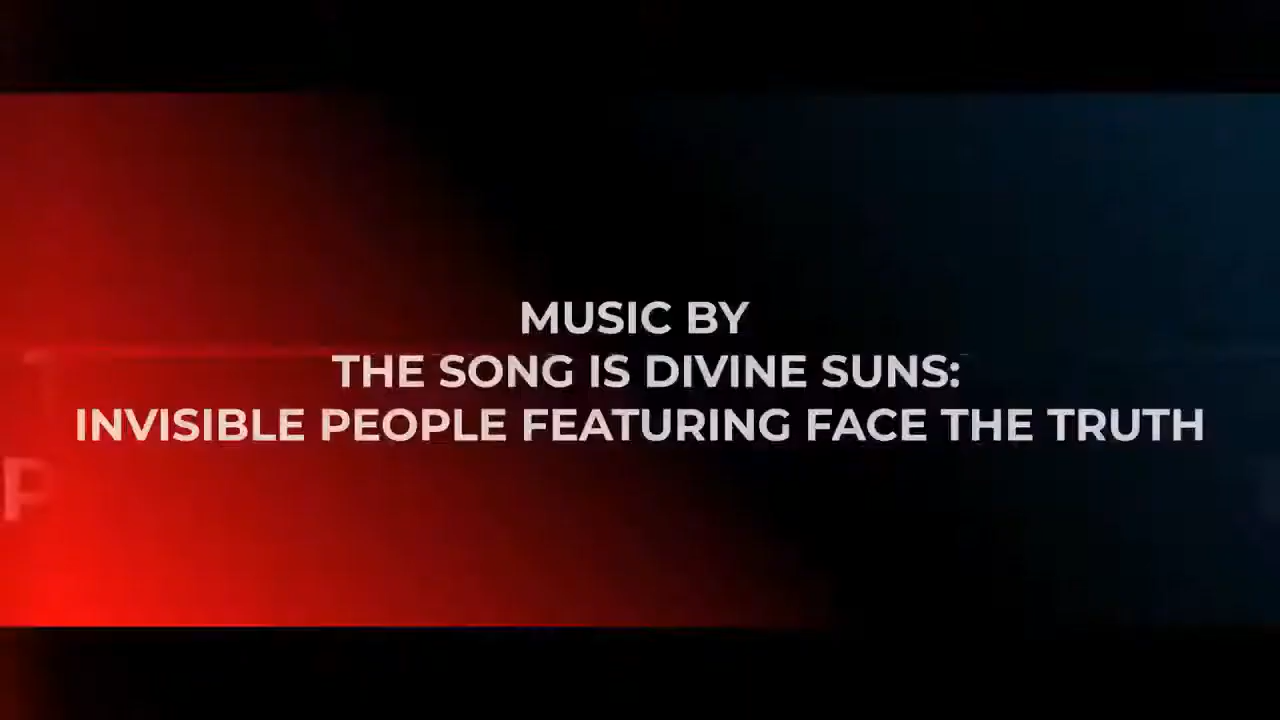 MUSIC BY
THE SONG IS DIVINE SUNS:
INVISIBLE PEOPLE FEATURING FACE THE TRUTH
P